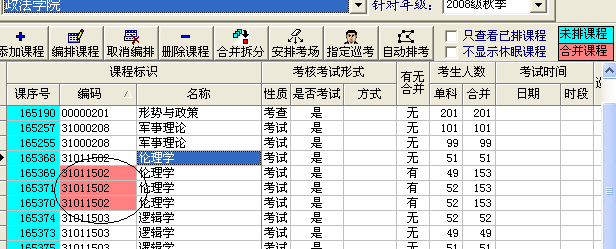 政法学院 针对年级： 2008级秋季
添加课程 编排课程 取消编排 删除课程 合并拆分 安排考场 指定巡考 自动排考 只查看已排课程 未排课程
不显示休眠课程 合并课程
课程标识 考核考试形式 有无合并 考生人数 考试时间
课序号 编码 名称 性质 是否考试 方式 单科 合并 日期 时段
165190 00000201 形势与政策 考查 是 无 201 201
165257 31000208 军事理论 考试 是 无 101 101
165255 31000208 军事理论 考试 是 无 99 99
165368 31011502 伦理学 考试 是 无 51 51
165369 31011502 伦理学 考试 是 有 49 153
165371 31011502 伦理学 考试 是 有 52 153
165370 31011502 伦理学 考试 是 有 52 153
165374 31011503 逻辑学 考试 是 无 52 52
165373 31011503 逻辑学 考试 是 无 49 49
165375 31011503 逻辑学 考试 是 无 51 51